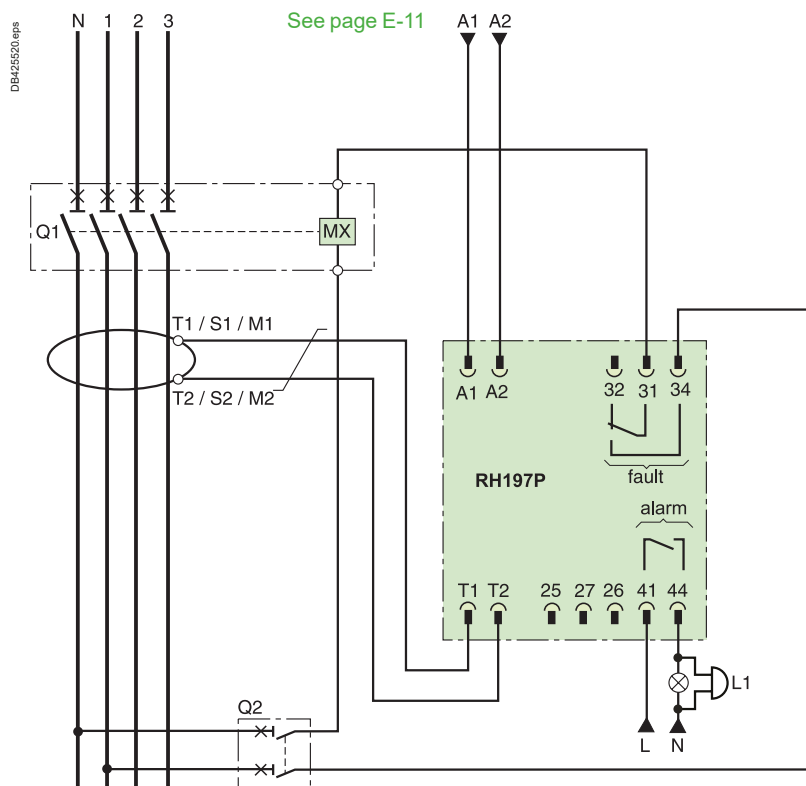 DB425520.eps
N 1 2 3
See page E-11
A1 A2
Q1
MX
T1 / S1 / M1
T2 / S2 / M2
A1 A2
32 31 34
fault
RH197P
alarm
T1 T2 25 27 26 41 44
L1
Q2
L N